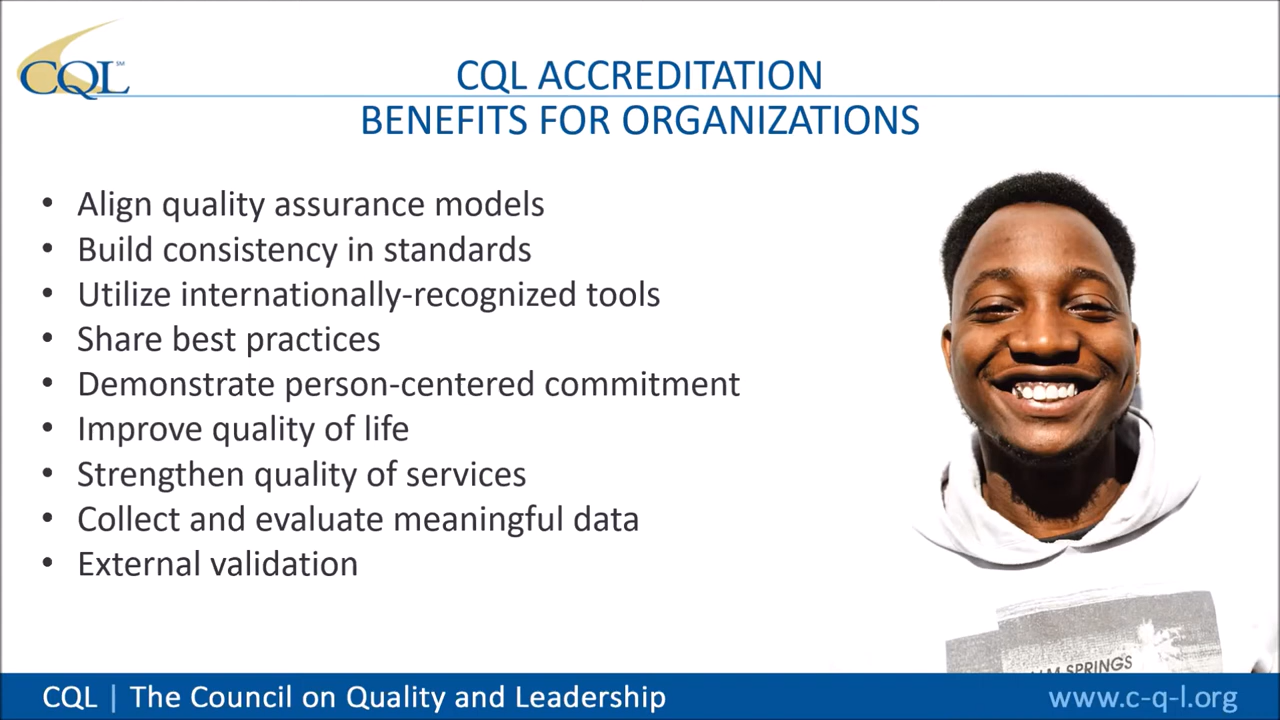 CQL SM
CQL ACCREDITATION
BENEFITS FOR ORGANIZATIONS
• Align quality assurance models
• Build consistency in standards
• Utilize internationally-recognized tools
• Share best practices
• Demonstrate person-centered commitment
• Improve quality of life
• Strengthen quality of services
• Collect and evaluate meaningful data
• External validation
SPRINGS
CQL | The Council on Quality and Leadership
www.c-q-l.org